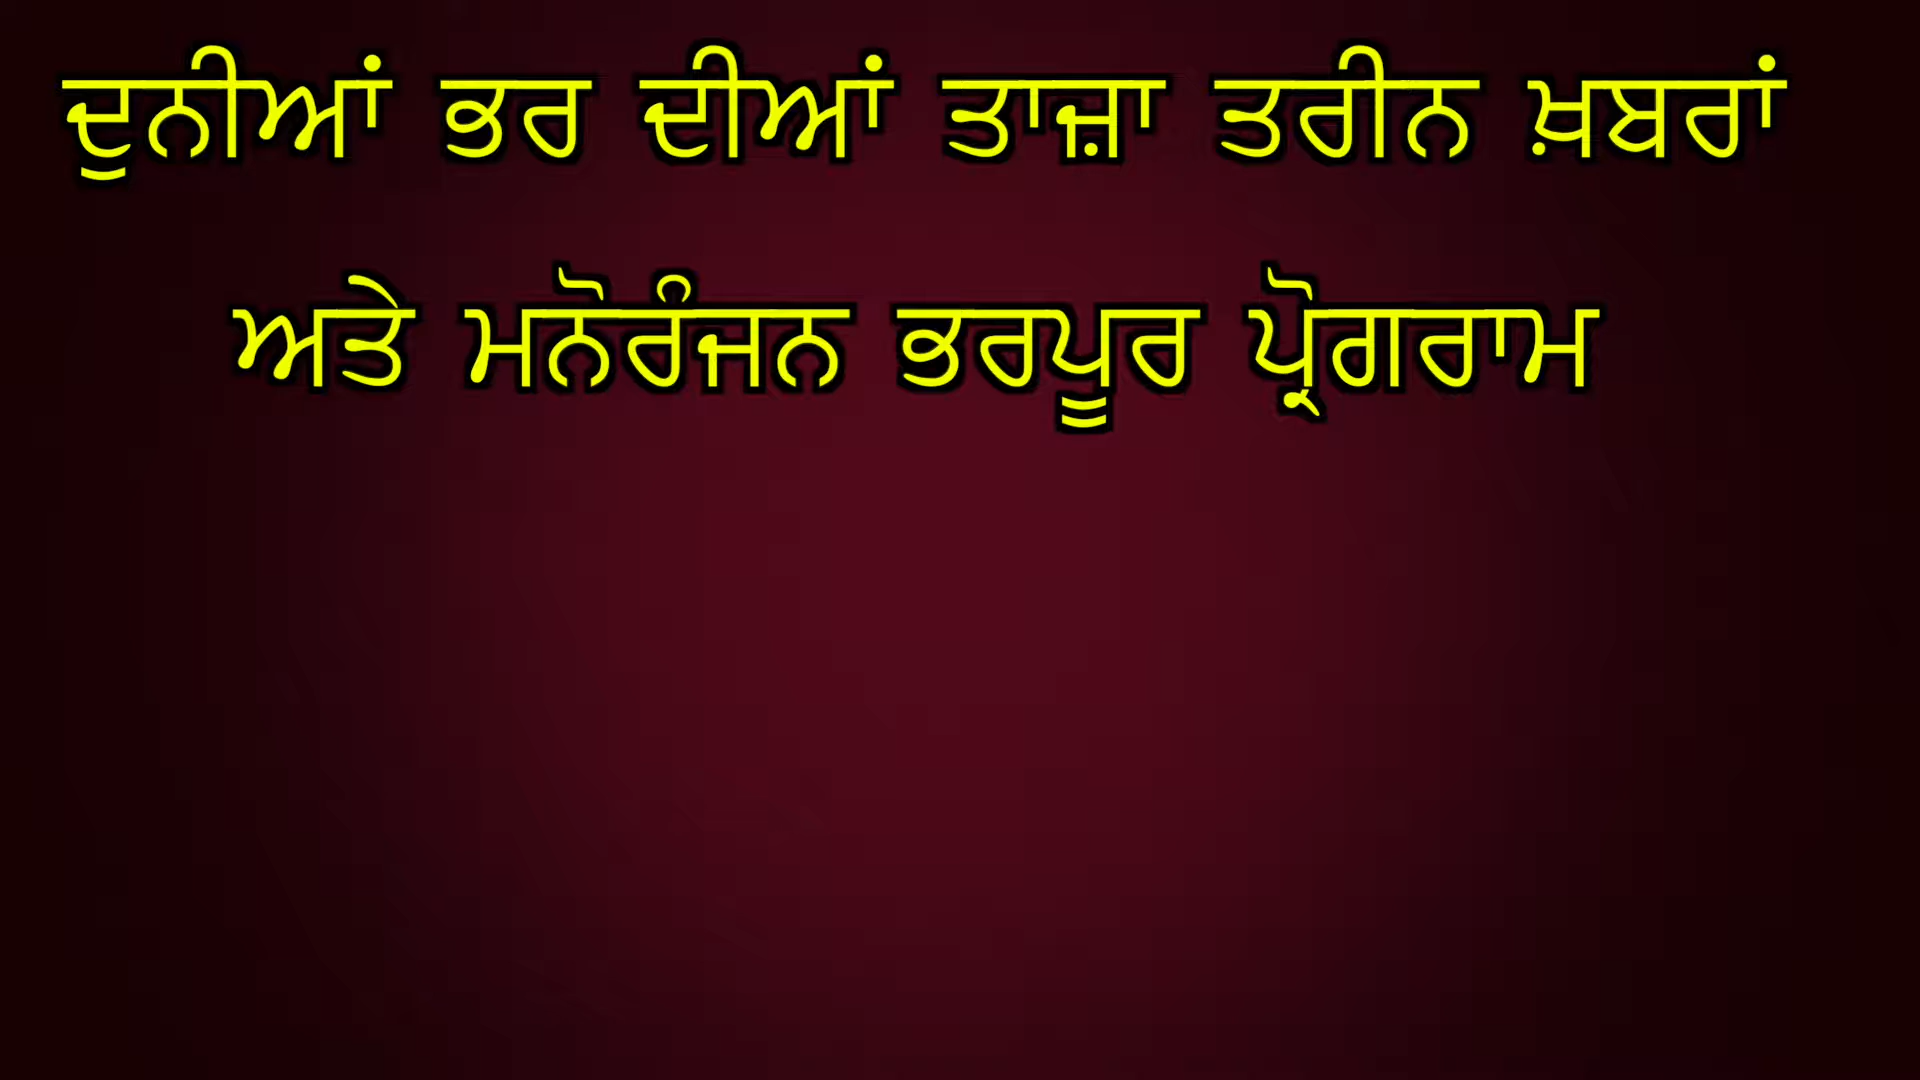 ਦੁਨੀਆਂ ਭਰ ਦੀਆਂ ਤਾਜ਼ਾ ਤਰੀਨ ਖ਼ਬਰਾਂ
ਅਤੇ ਮਨੋਰੰਜਨ ਭਰਪੂਰ ਪ੍ਰੋਗਰਾਮ